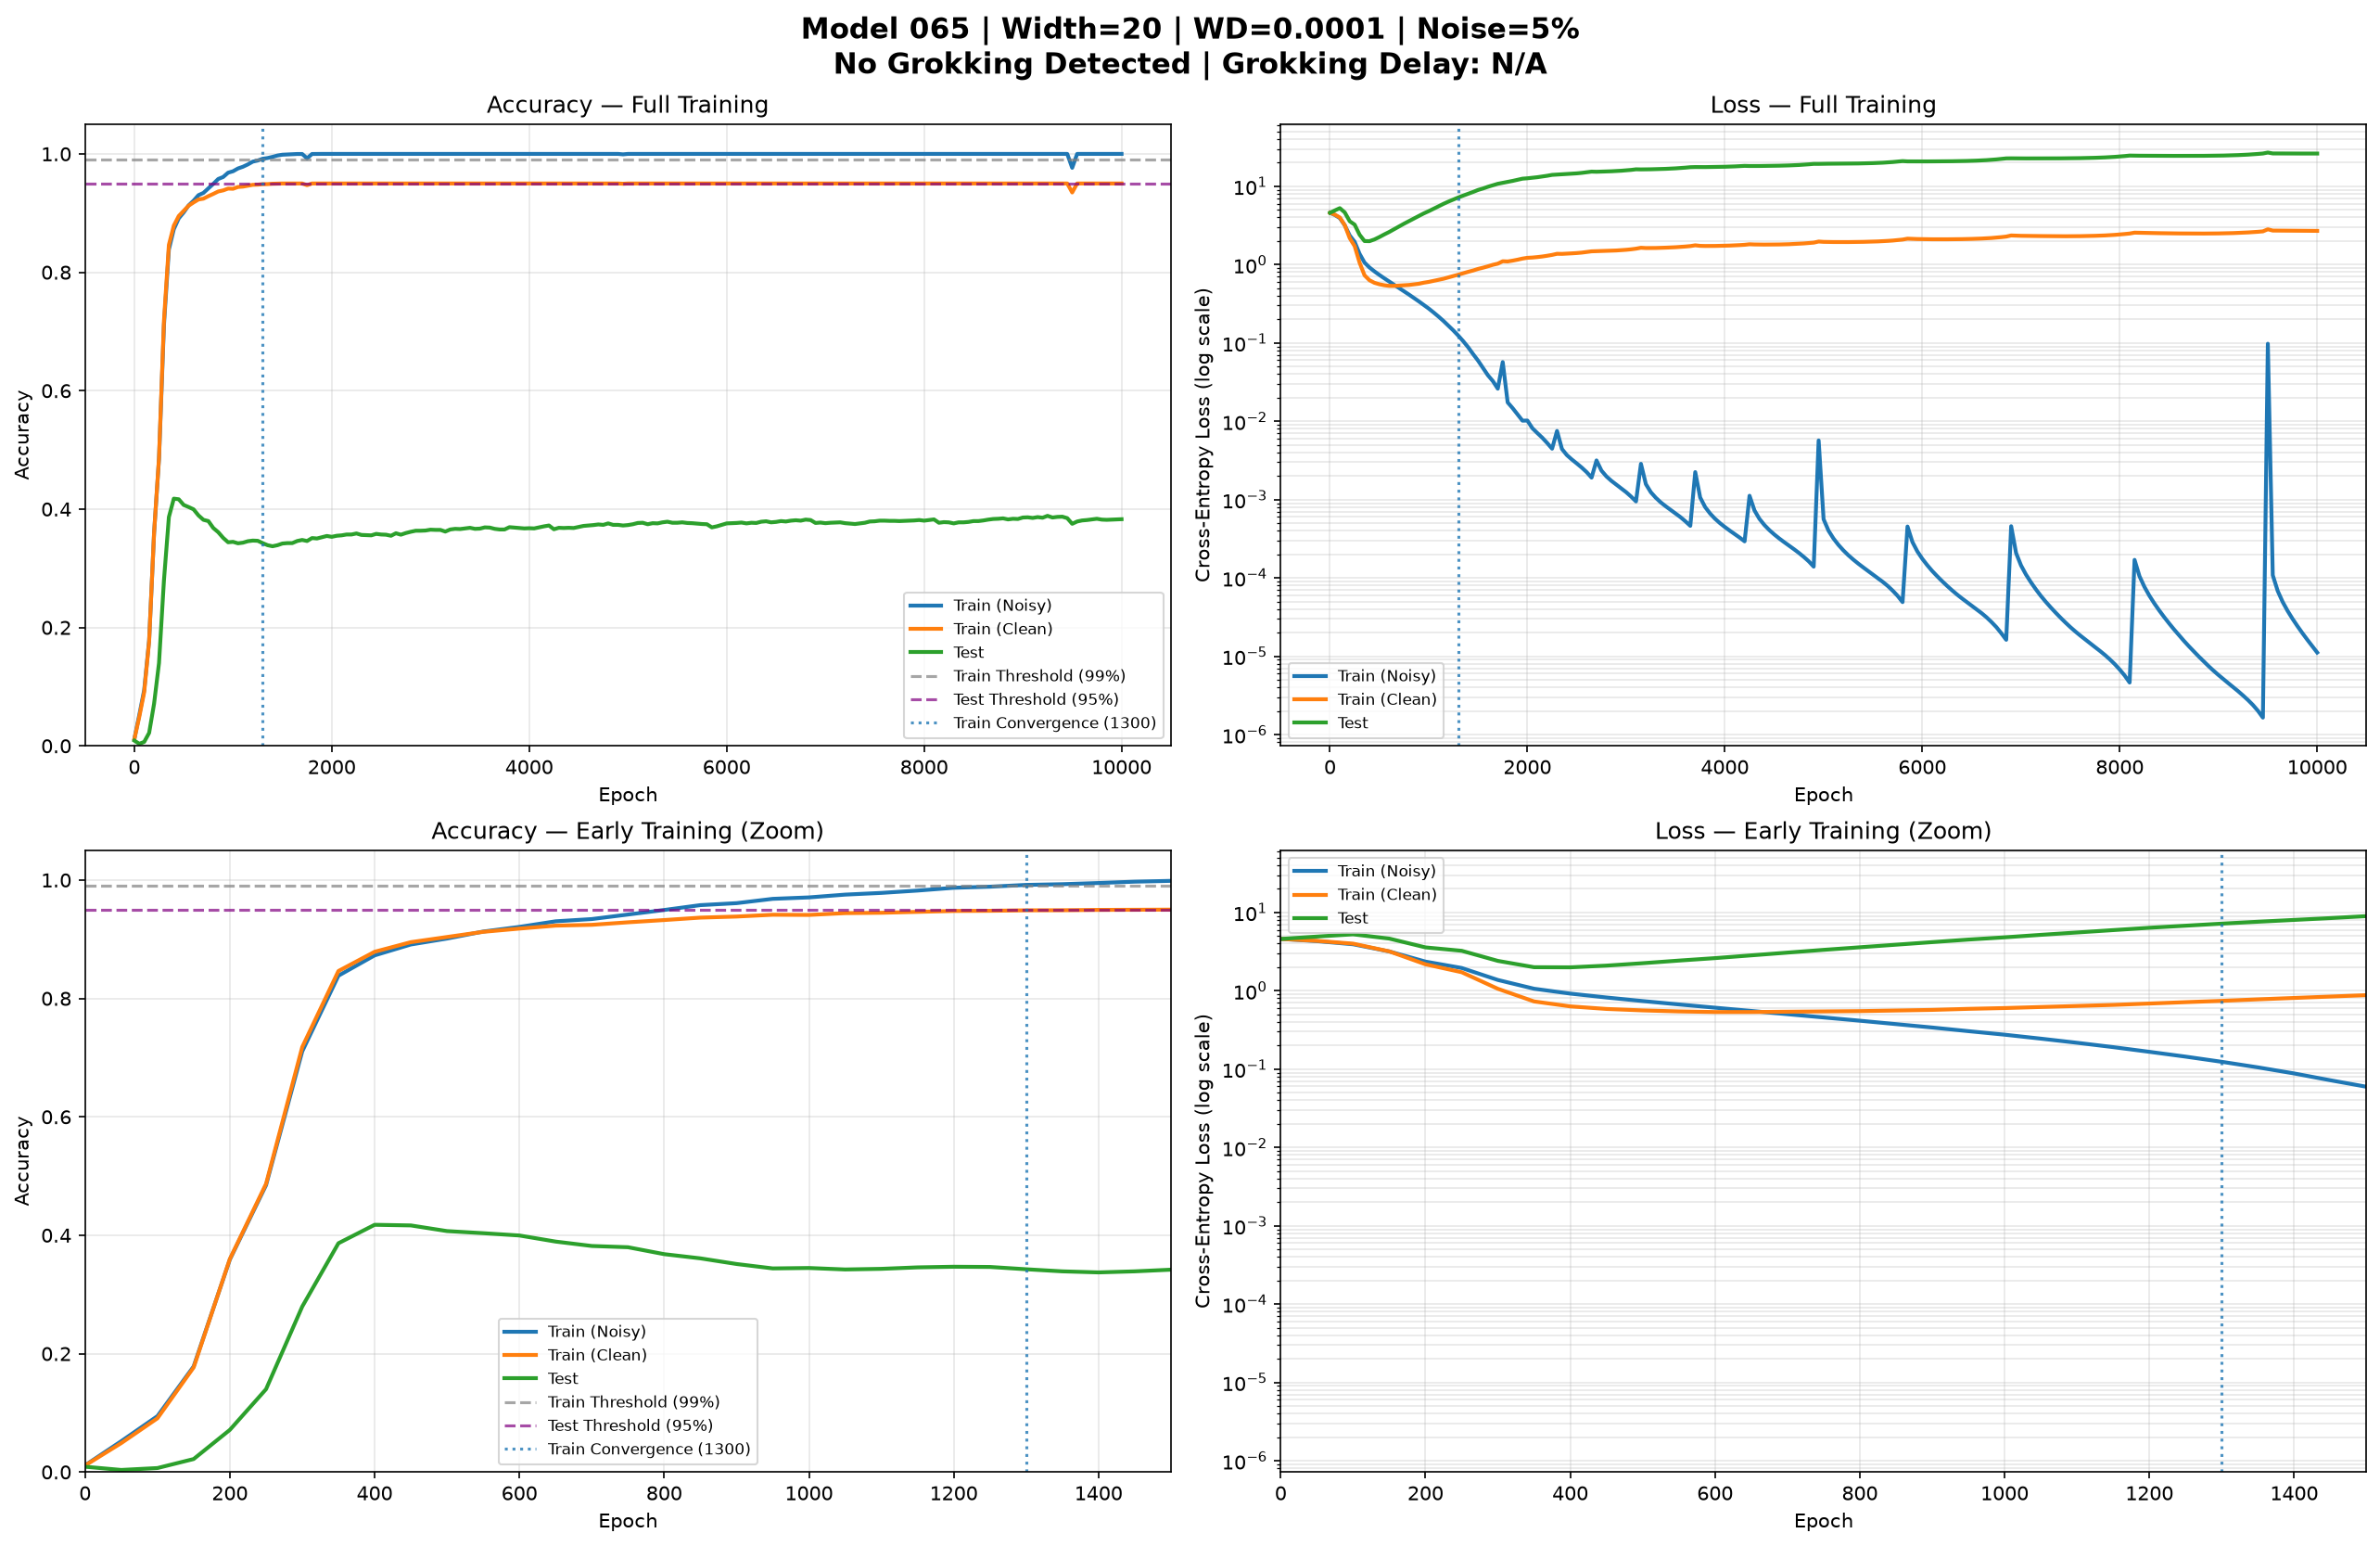 Model 065 | Width=20 | WD=0.0001 | Noise=5%
No Grokking Detected | Grokking Delay: N/A
Accuracy — Full Training
1.0
0.8
0.6
0.4
0.2
0.0
Accuracy
0
2000
4000
6000
8000
10000
Epoch
Train (Noisy)
Train (Clean)
Test
Train Threshold (99%)
Test Threshold (95%)
Train Convergence (1300)
Loss — Full Training
10¹
10⁰
10⁻¹
10⁻²
10⁻³
10⁻⁴
10⁻⁵
10⁻⁶
Cross-Entropy Loss (log scale)
0
2000
4000
6000
8000
10000
Epoch
Train (Noisy)
Train (Clean)
Test
Accuracy — Early Training (Zoom)
1.0
0.8
0.6
0.4
0.2
0.0
Accuracy
0
200
400
600
800
1000
1200
1400
Epoch
Train (Noisy)
Train (Clean)
Test
Train Threshold (99%)
Test Threshold (95%)
Train Convergence (1300)
Loss — Early Training (Zoom)
10¹
10⁰
10⁻¹
10⁻²
10⁻³
10⁻⁴
10⁻⁵
10⁻⁶
Cross-Entropy Loss (log scale)
0
200
400
600
800
1000
1200
1400
Epoch
Train (Noisy)
Train (Clean)
Test